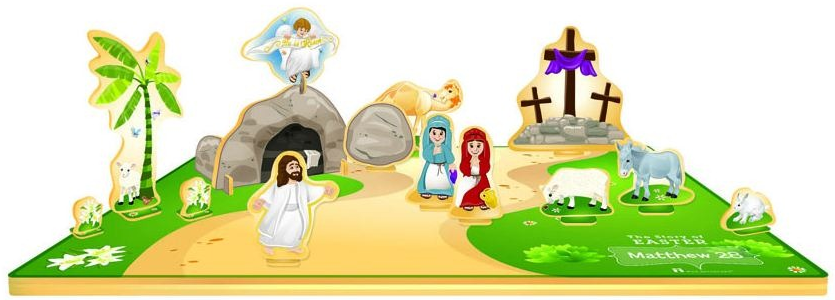 He is Risen
The Story of
EASTER
Matthew 28